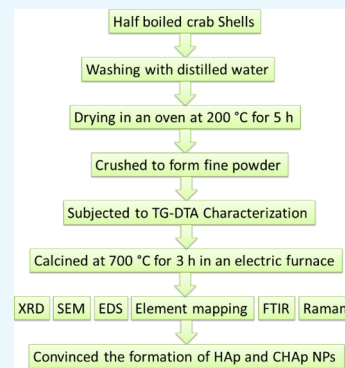 Half boiled crab Shells
Washing with distilled water
Drying in an oven at 200 °C for 5 h
Crushed to form fine powder
Subjected to TG-DTA Characterization
Calcined at 700 °C for 3 h in an electric furnace
XRD SEM EDS Element mapping FTIR Raman
Convinced the formation of HAp and CHAp NPs